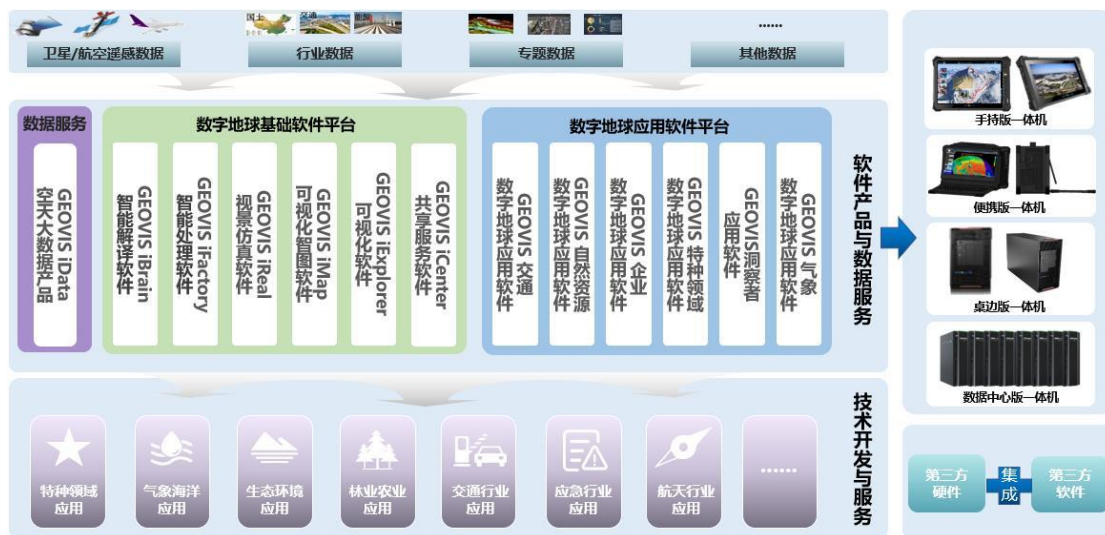 国土
交通
卫星/航空遥感数据
行业数据
专题数据
......
其他数据
数据服务
GEOVIS iData
空天大数据产品
数字地球基础软件平台
GEOVIS iBrain
智能解译软件
GEOVIS iFactory
智能处理软件
GEOVIS iReal
视景仿真软件
GEOVIS iMap
可视化智图软件
GEOVIS iExplorer
可视化软件
GEOVIS iCenter
共享服务软件
数字地球应用软件平台
GEOVIS 交通
数字地球应用软件
GEOVIS 自然资源
数字地球应用软件
GEOVIS 企业
数字地球应用软件
GEOVIS 特种领域
数字地球应用软件
GEOVIS洞察者
应用软件
GEOVIS 气象
数字地球应用软件
软件产品与数据服务
特种领域
应用
气象海洋
应用
生态环境
应用
林业农业
应用
交通行业
应用
应急行业
应用
航天行业
应用
......
技术开发与服务
手持版一体机
便携版一体机
桌边版一体机
数据中心版一体机
第三方
硬件
集
成
第三方
软件